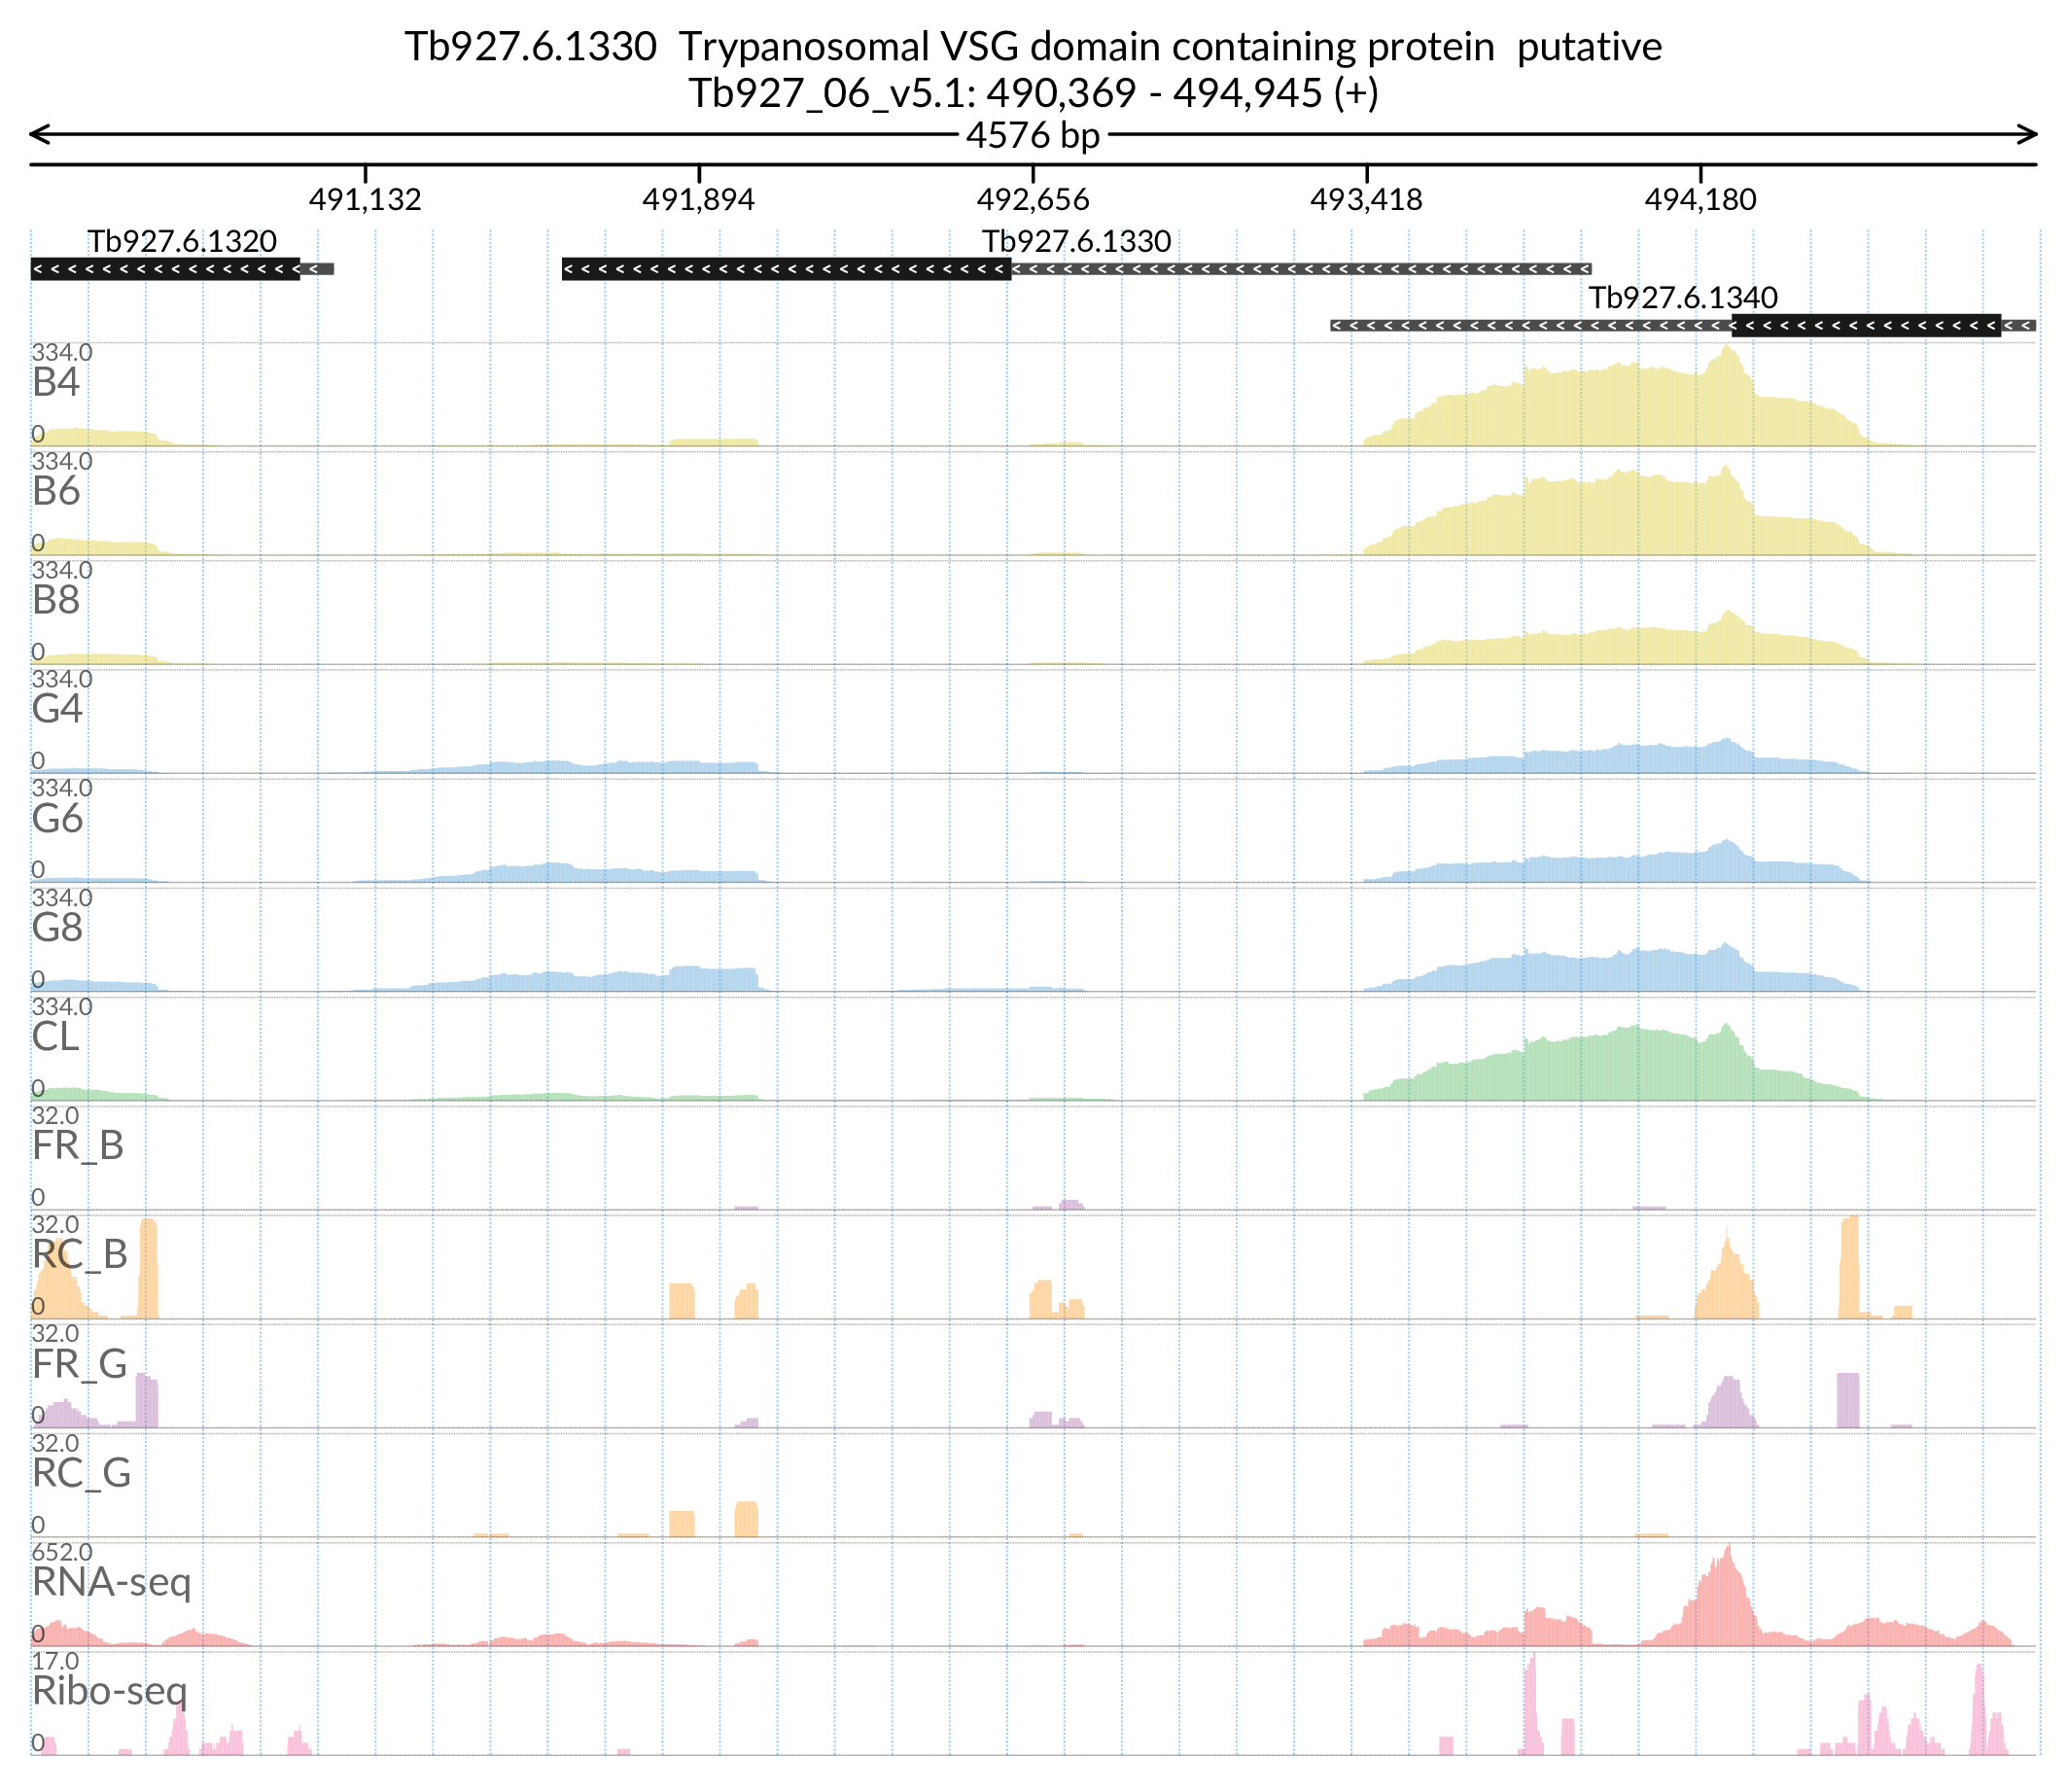 Tb927.6.1330  Trypanosomal VSG domain containing protein  putative
Tb927_06_v5.1: 490,369 - 494,945 (+)
4576 bp
491,132 491,894 492,656 493,418 494,180
Tb927.6.1320 Tb927.6.1330
Tb927.6.1340
334.0
B4
0
334.0
B6
0
334.0
B8
0
334.0
G4
0
334.0
G6
0
334.0
G8
0
334.0
CL
0
32.0
FR_B
0
32.0
RC_B
0
32.0
FR_G
0
32.0
RC_G
0
652.0
RNA-seq
0
17.0
Ribo-seq
0